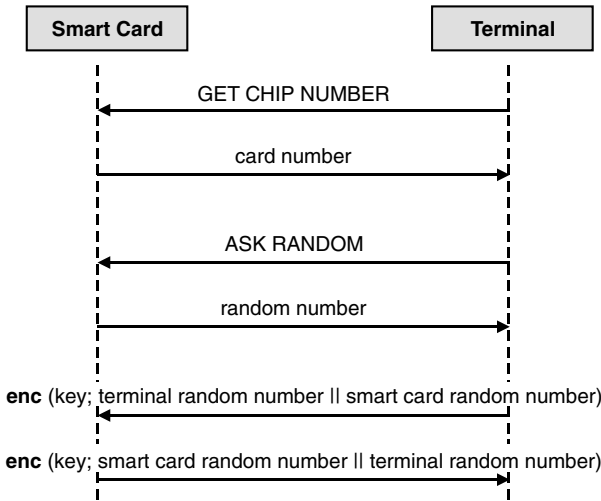 Smart Card
Terminal
GET CHIP NUMBER
card number
ASK RANDOM
random number
enc (key; terminal random number || smart card random number)
enc (key; smart card random number || terminal random number)